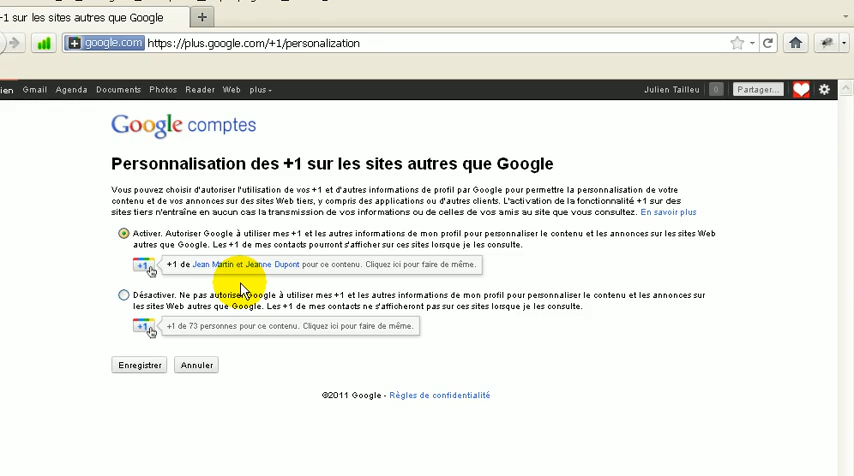 +1 sur les sites autres que Google
google.com https://plus.google.com/+1/personalization
ien Gmail Agenda Documents Photos Reader Web plus Julien Tailleu 0 Partager...
Google comptes
Personnalisation des +1 sur les sites autres que Google
Vous pouvez choisir d'autoriser l'utilisation de vos +1 et d'autres informations de profil par Google pour permettre la personnalisation de votre
contenu et de vos annonces sur des sites Web tiers, y compris des applications ou d'autres clients. L'activation de la fonctionnalité +1 sur des
sites tiers n'entraîne en aucun cas la transmission de vos informations ou de celles de vos amis au site que vous consultez. En savoir plus
Activer. Autoriser Google à utiliser mes +1 et les autres informations de mon profil pour personnaliser le contenu et les annonces sur les sites Web
autres que Google. Les +1 de mes contacts pourront s'afficher sur ces sites lorsque je les consulte.
+1 +1 de Jean Martin et Jeanne Dupont pour ce contenu. Cliquez ici pour faire de même.
Désactiver. Ne pas autoriser Google à utiliser mes +1 et les autres informations de mon profil pour personnaliser le contenu et les annonces sur
les sites Web autres que Google. Les +1 de mes contacts ne s'afficheront pas sur ces sites lorsque je les consulte.
+1 +1 de 73 personnes pour ce contenu. Cliquez ici pour faire de même.
Enregistrer Annuler
©2011 Google - Règles de confidentialité